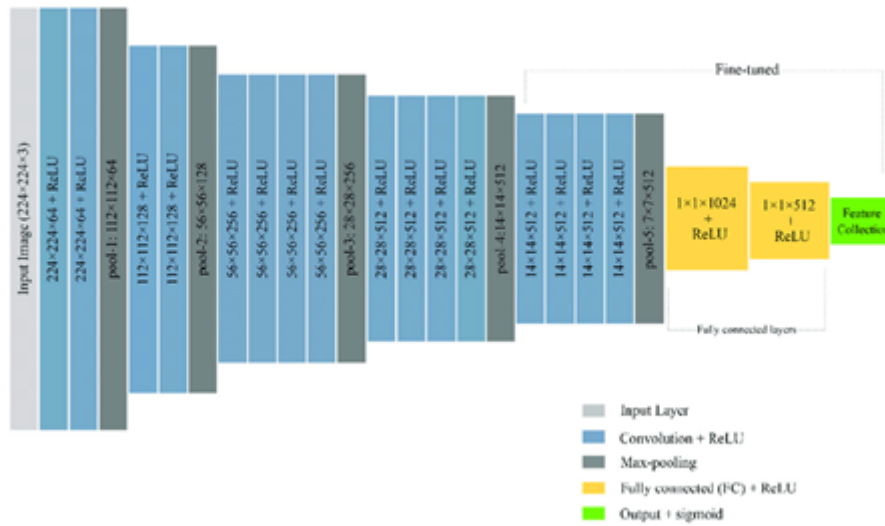 Input Image (224×224×3)
224×224×64 + ReLU
224×224×64 + ReLU
pool-1: 112×112×64
112×112×128 + ReLU
112×112×128 + ReLU
pool-2: 56×56×128
56×56×256 + ReLU
56×56×256 + ReLU
56×56×256 + ReLU
56×56×256 + ReLU
pool-3: 28×28×256
28×28×512 + ReLU
28×28×512 + ReLU
28×28×512 + ReLU
28×28×512 + ReLU
pool-4:14×14×512
14×14×512 + ReLU
14×14×512 + ReLU
14×14×512 + ReLU
14×14×512 + ReLU
pool-5: 7×7×512
Fine-tuned
1×1×1024
+
ReLU
1×1×512
+
ReLU
Feature
Collection
Fully connected layers
Input Layer
Convolution + ReLU
Max-pooling
Fully connected (FC) + ReLU
Output + sigmoid